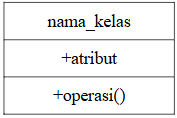 nama_kelas
+atribut
+operasi()